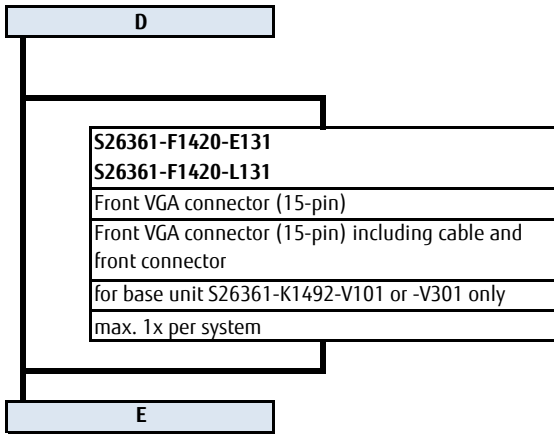 D
S26361-F1420-E131
S26361-F1420-L131
Front VGA connector (15-pin)
Front VGA connector (15-pin) including cable and
front connector
for base unit S26361-K1492-V101 or -V301 only
max. 1x per system
E